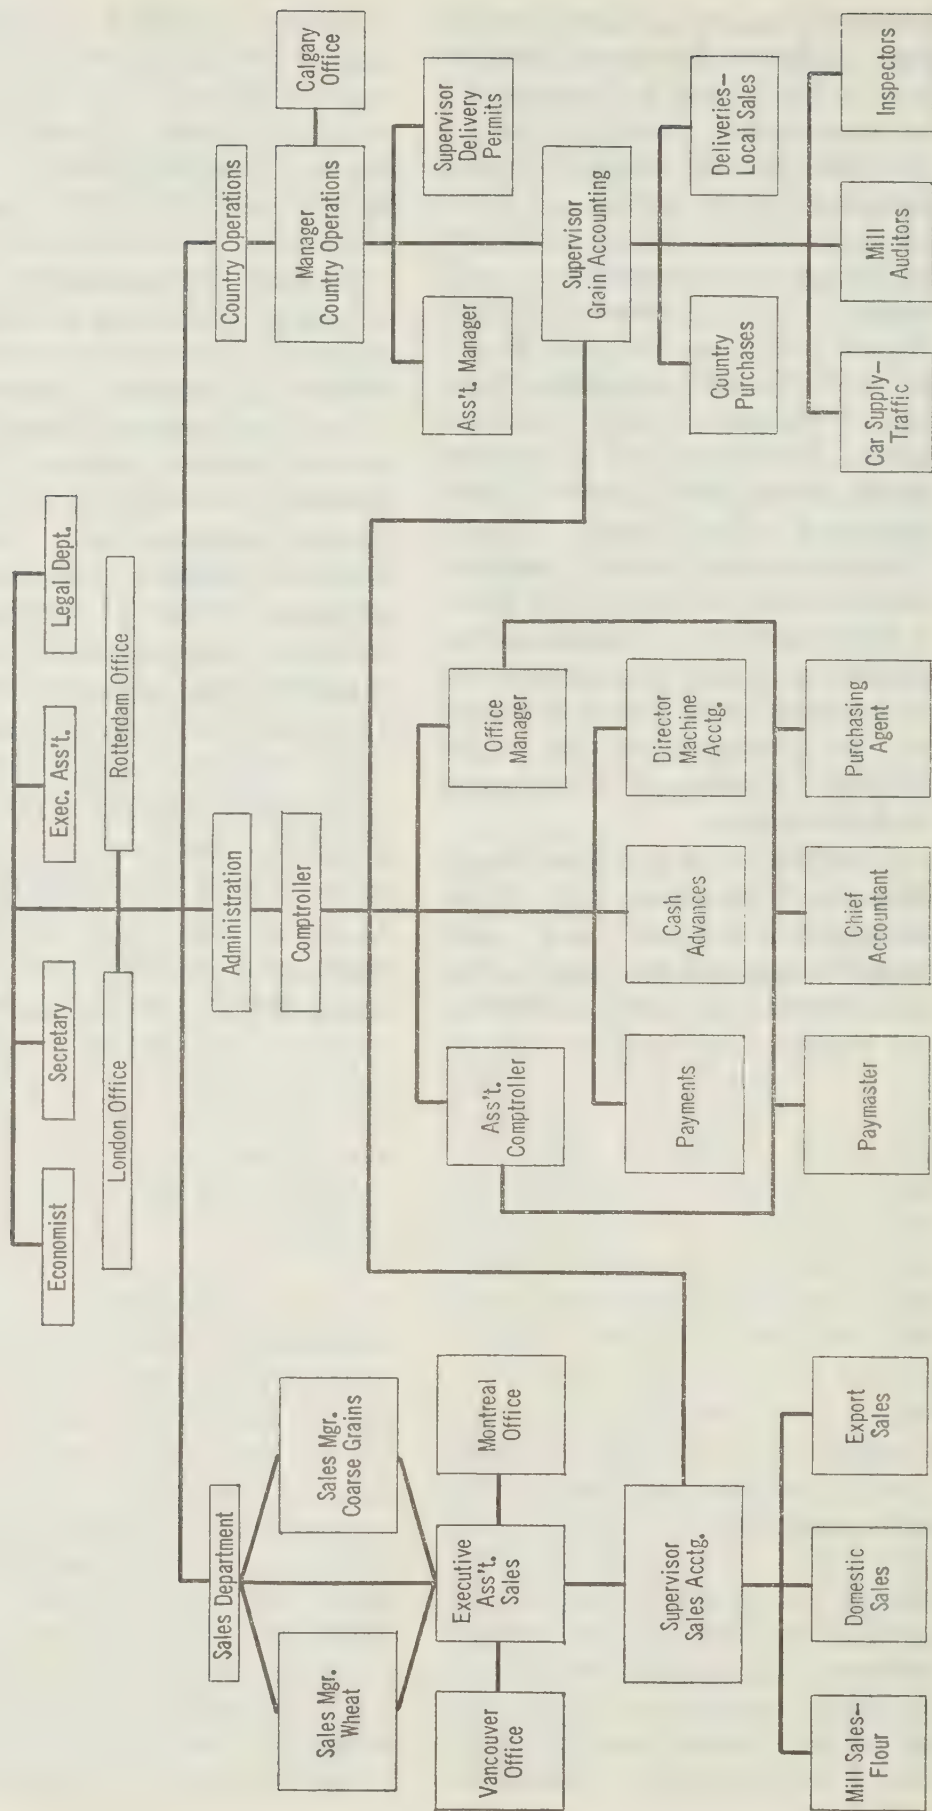 Economist
Secretary
Exec. Ass't.
Legal Dept.
London Office
Rotterdam Office
Sales Department
Administration
Country Operations
Sales Mgr.
Wheat
Sales Mgr.
Coarse Grains
Comptroller
Manager
Country Operations
Calgary
Office
Vancouver
Office
Executive
Ass't.
Sales
Montreal
Office
Ass't.
Comptroller
Office
Manager
Ass't. Manager
Supervisor
Delivery
Permits
Supervisor
Sales Acctg.
Payments
Cash
Advances
Director
Machine
Acctg.
Supervisor
Grain Accounting
Country
Purchases
Deliveries—
Local Sales
Mill Sales—
Flour
Domestic
Sales
Export
Sales
Paymaster
Chief
Accountant
Purchasing
Agent
Car Supply—
Traffic
Mill
Auditors
Inspectors